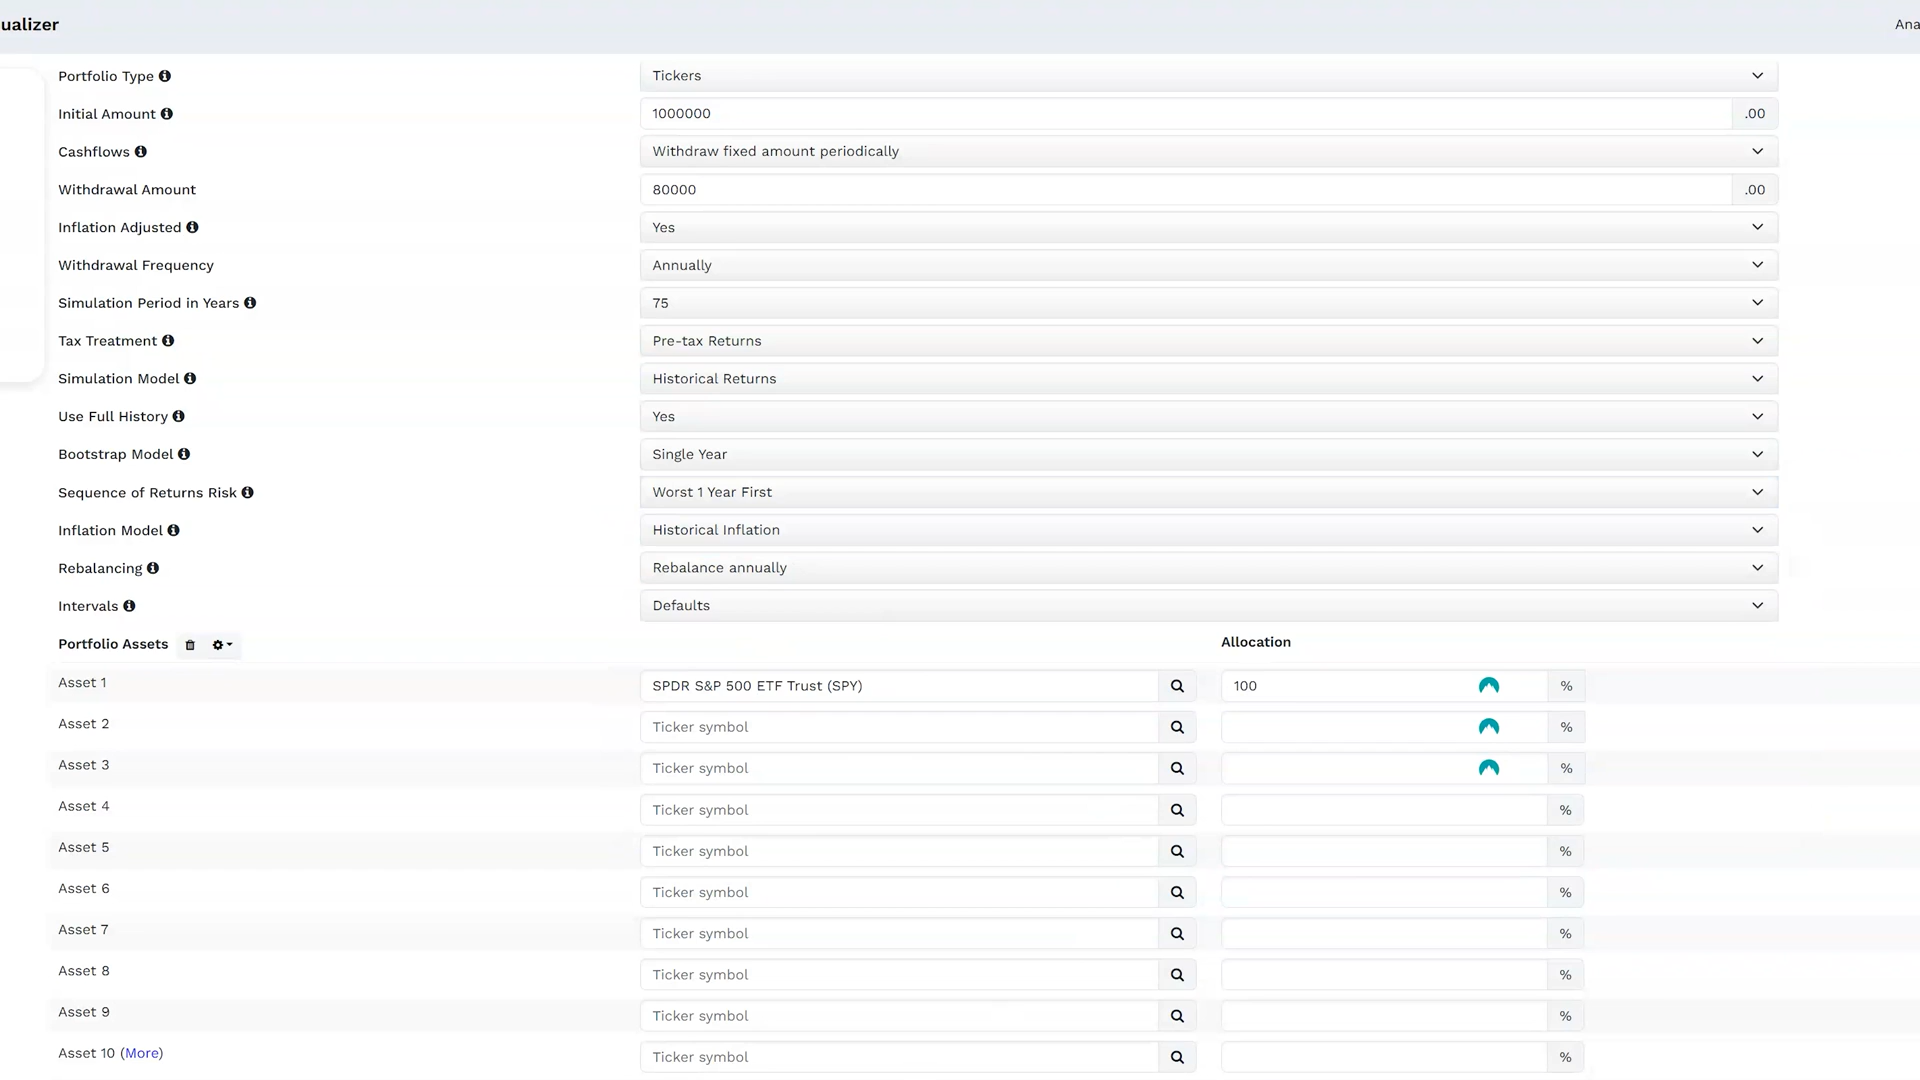 ualizer
Ana
Portfolio Type Tickers
Initial Amount 1000000 .00
Cashflows Withdraw fixed amount periodically
Withdrawal Amount 80000 .00
Inflation Adjusted Yes
Withdrawal Frequency Annually
Simulation Period in Years 75
Tax Treatment Pre-tax Returns
Simulation Model Historical Returns
Use Full History Yes
Bootstrap Model Single Year
Sequence of Returns Risk Worst 1 Year First
Inflation Model Historical Inflation
Rebalancing Rebalance annually
Intervals Defaults
Portfolio Assets Allocation
Asset 1 SPDR S&P 500 ETF Trust (SPY) 100 %
Asset 2 Ticker symbol %
Asset 3 Ticker symbol %
Asset 4 Ticker symbol %
Asset 5 Ticker symbol %
Asset 6 Ticker symbol %
Asset 7 Ticker symbol %
Asset 8 Ticker symbol %
Asset 9 Ticker symbol %
Asset 10 (More) Ticker symbol %